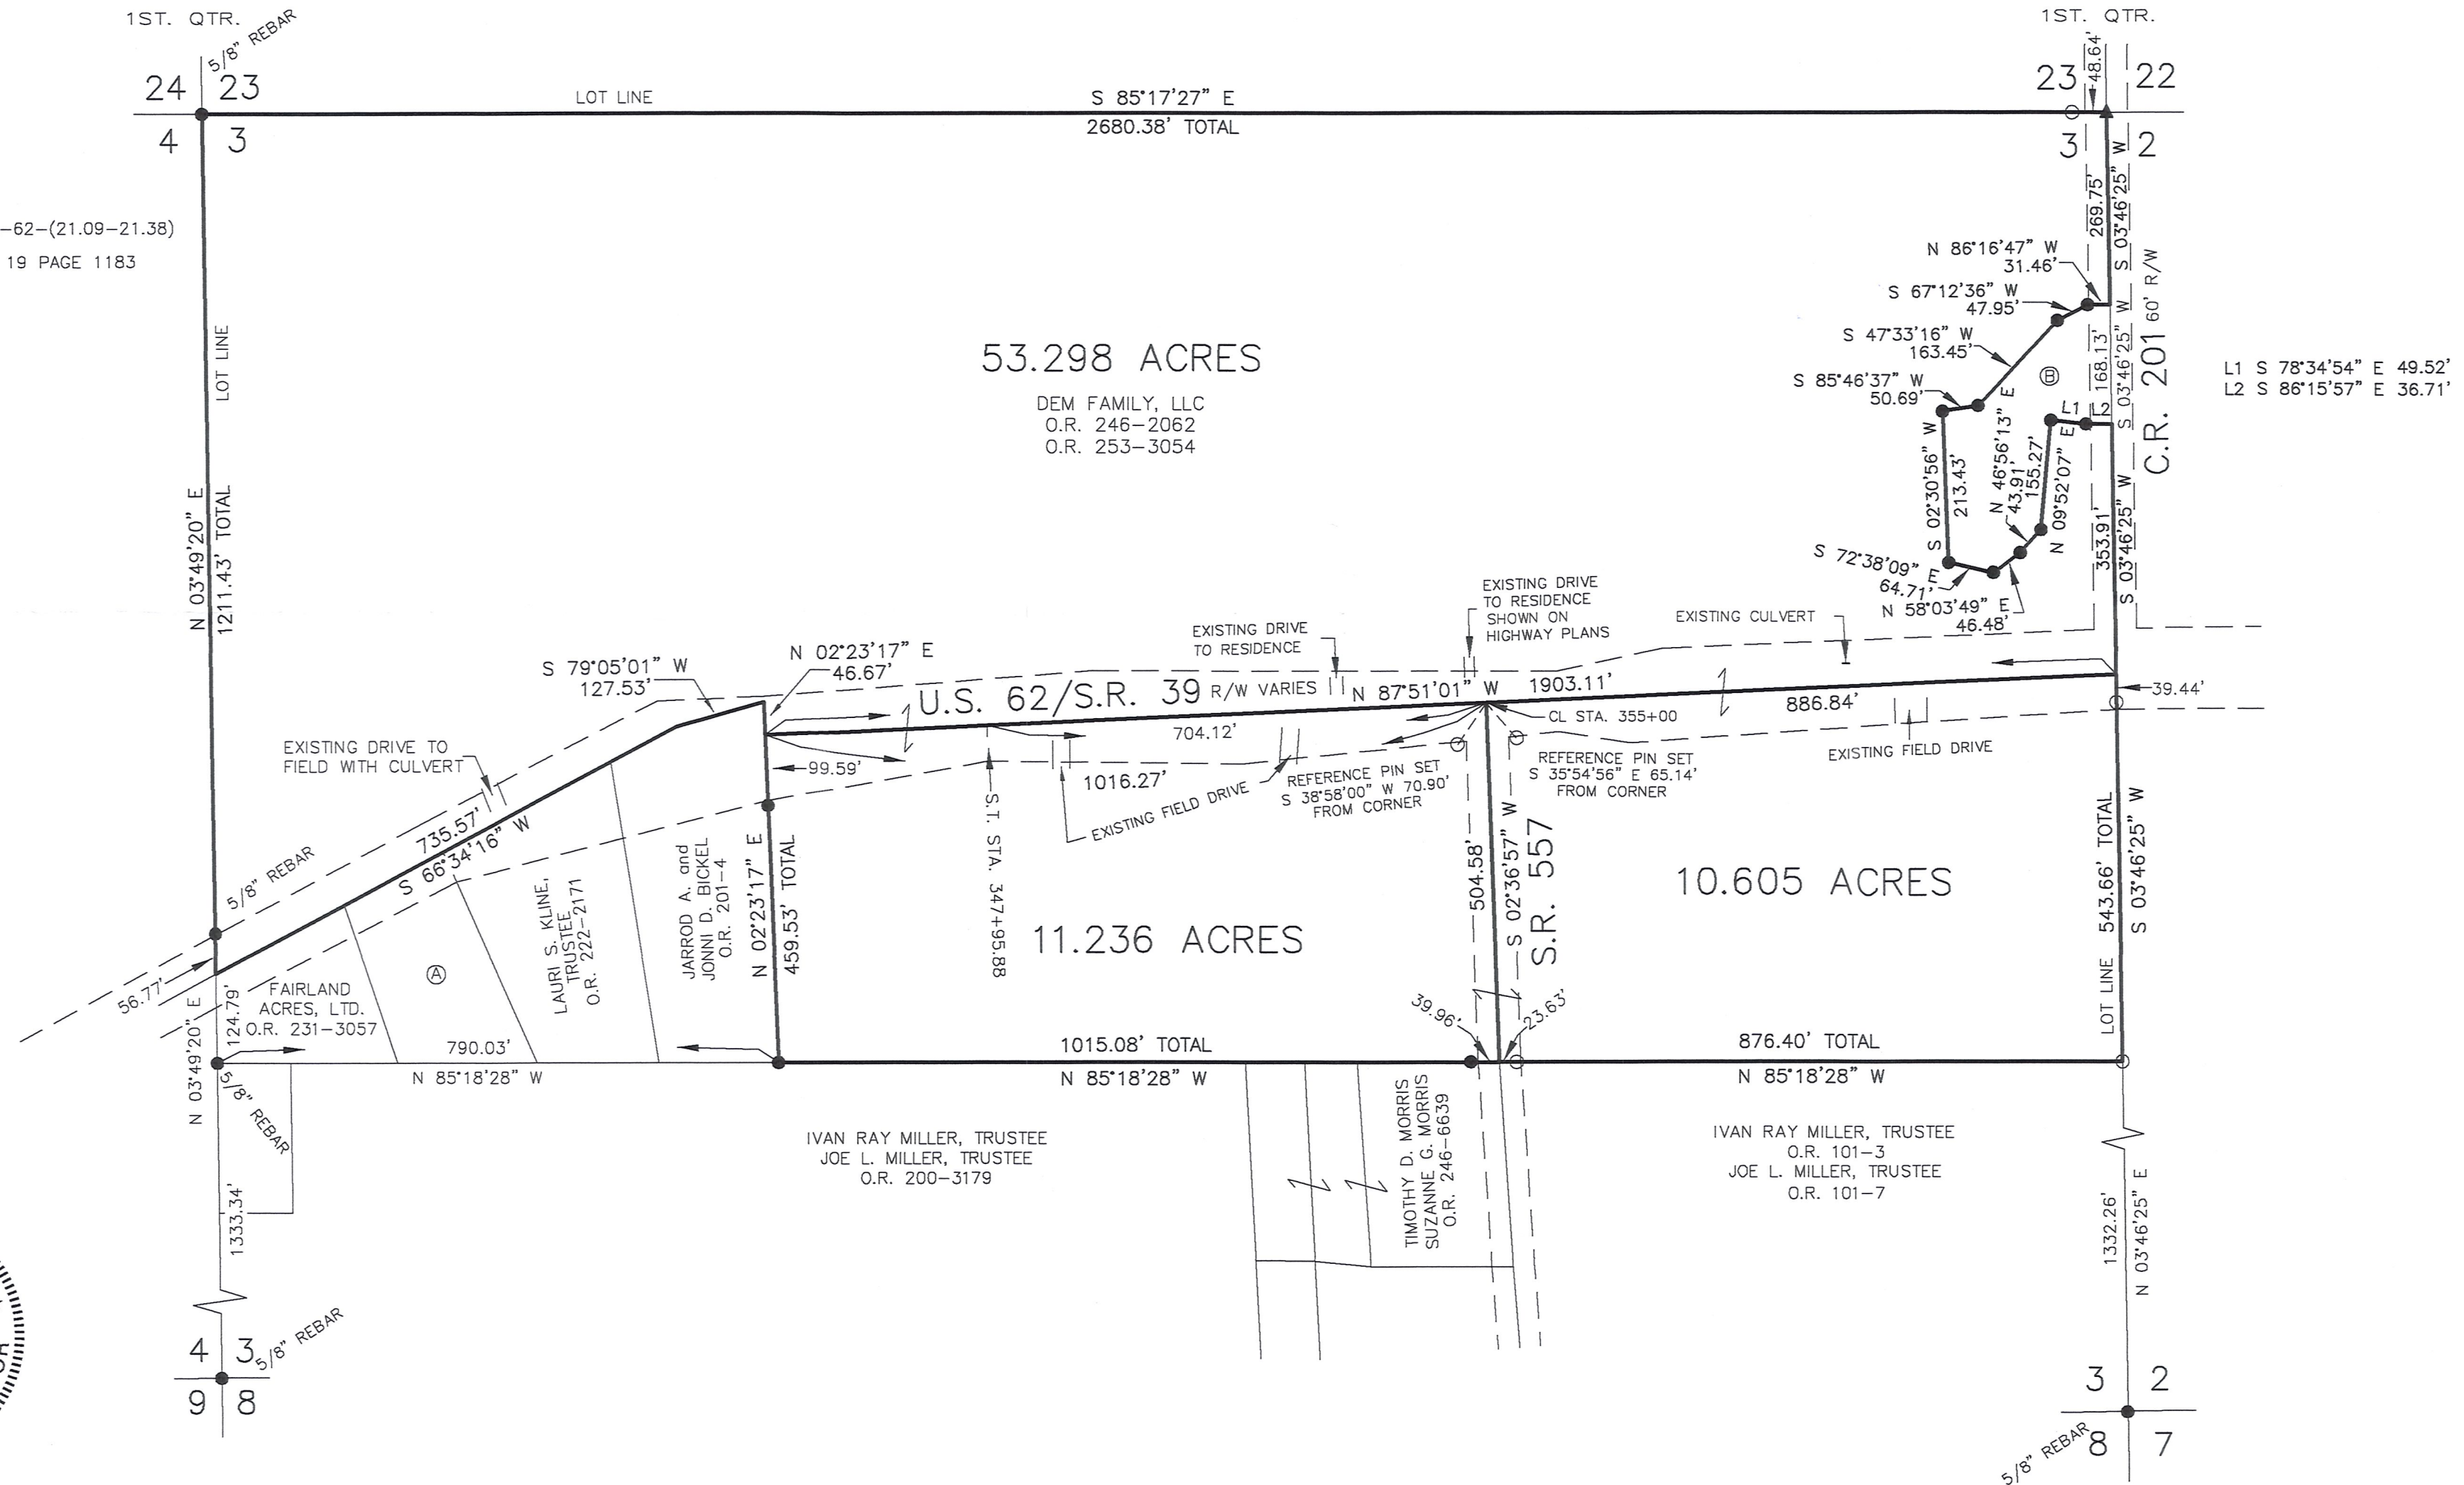 1ST. QTR.
5/8" REBAR
24 23
4 3
LOT LINE
S 85°17'27" E
2680.38' TOTAL
1ST. QTR.
48.64'
23 22
3 2
-62-(21.09-21.38)
19 PAGE 1183
LOT LINE
N 03°49'20" E
1211.43' TOTAL
53.298 ACRES
DEM FAMILY, LLC
O.R. 246-2062
O.R. 253-3054
269.75'
S 03°46'25" W
N 86°16'47" W
31.46'
S 67°12'36" W
47.95'
S 47°33'16" W
163.45'
S 85°46'37" W
50.69'
B
168.13'
S 03°46'25" W
C.R. 201 60' R/W
L1 S 78°34'54" E 49.52'
L2 S 86°15'57" E 36.71'
L1 L2
S 02°30'56" W
213.43'
N 46°56'13" E
43.91'
155.27'
N 09°52'07" E
353.91'
S 03°46'25" W
S 72°38'09" E
64.71'
N 58°03'49" E
46.48'
EXISTING DRIVE
TO RESIDENCE
SHOWN ON
HIGHWAY PLANS
EXISTING CULVERT
EXISTING DRIVE
TO RESIDENCE
S 79°05'01" W
127.53'
N 02°23'17" E
46.67'
U.S. 62/S.R. 39 R/W VARIES
N 87°51'01" W 1903.11'
886.84'
39.44'
CL STA. 355+00
704.12'
EXISTING DRIVE TO
FIELD WITH CULVERT
99.59'
1016.27'
EXISTING FIELD DRIVE
REFERENCE PIN SET
S 38°58'00" W 70.90'
FROM CORNER
REFERENCE PIN SET
S 35°54'56" E 65.14'
FROM CORNER
EXISTING FIELD DRIVE
735.57'
S 66°34'16" W
5/8" REBAR
S.T. STA. 347+95.88
N 02°23'17" E
459.53' TOTAL
504.58'
S 02°36'57" W
S.R. 557
10.605 ACRES
11.236 ACRES
LOT LINE 543.66' TOTAL
S 03°46'25" W
JARROD A. and
JONNI D. BICKEL
O.R. 201-4
LAURI S. KLINE,
TRUSTEE
O.R. 222-2171
A
FAIRLAND
ACRES, LTD.
O.R. 231-3057
56.77'
N 03°49'20" E
124.79'
790.03'
N 85°18'28" W
5/8" REBAR
39.96'
23.63'
1015.08' TOTAL
N 85°18'28" W
876.40' TOTAL
N 85°18'28" W
IVAN RAY MILLER, TRUSTEE
JOE L. MILLER, TRUSTEE
O.R. 200-3179
TIMOTHY D. MORRIS
SUZANNE G. MORRIS
O.R. 246-6639
IVAN RAY MILLER, TRUSTEE
O.R. 101-3
JOE L. MILLER, TRUSTEE
O.R. 101-7
1333.34'
1332.26'
N 03°46'25" E
4 3
5/8" REBAR
9 8
3 2
5/8" REBAR
8 7